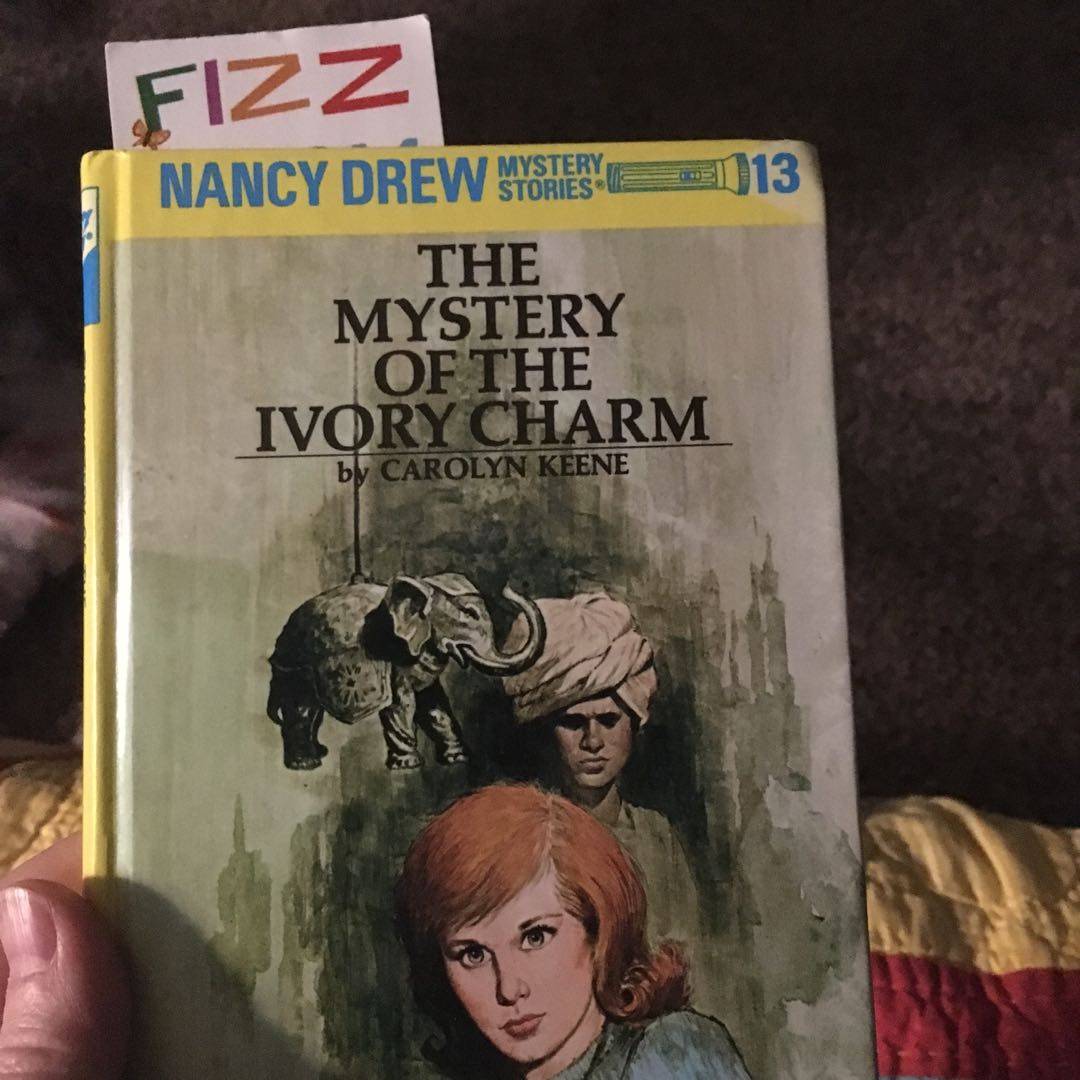 FIZZ
NANCY DREW MYSTERY STORIES® 13
THE
MYSTERY
OF THE
IVORY CHARM
by CAROLYN KEENE